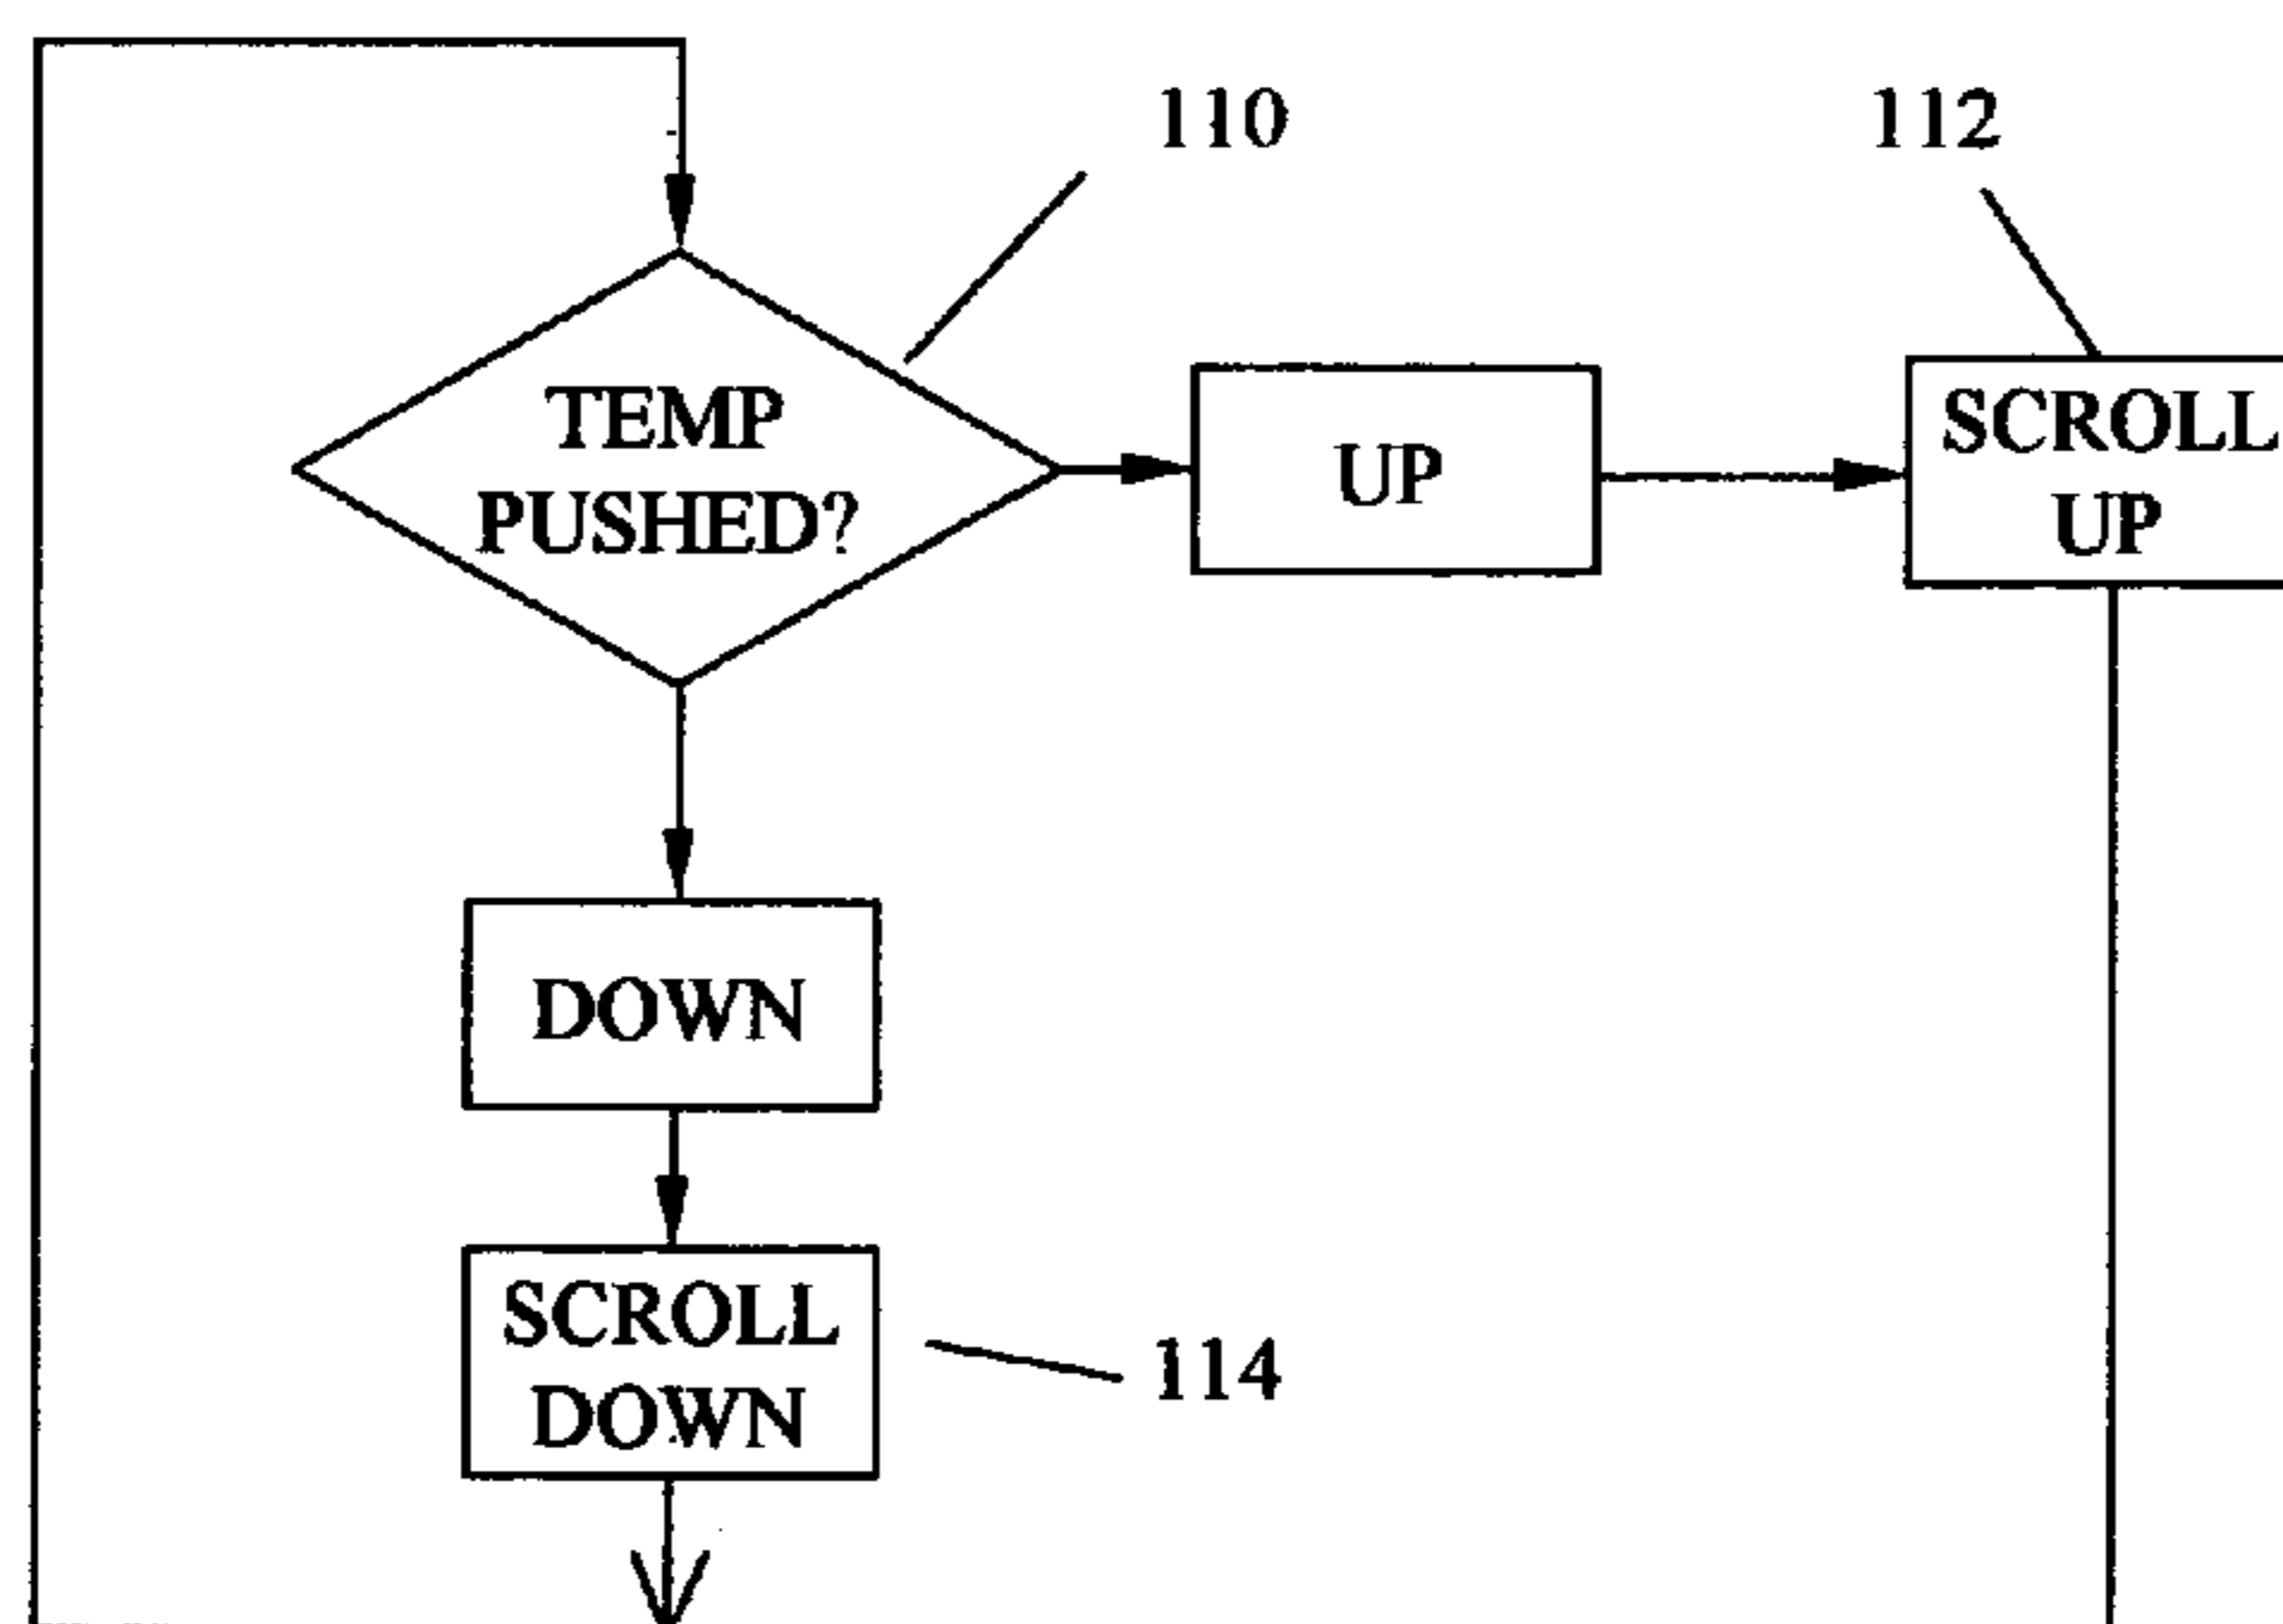 110
112
TEMP
PUSHED?
UP
SCROLL
UP
DOWN
SCROLL
DOWN
114